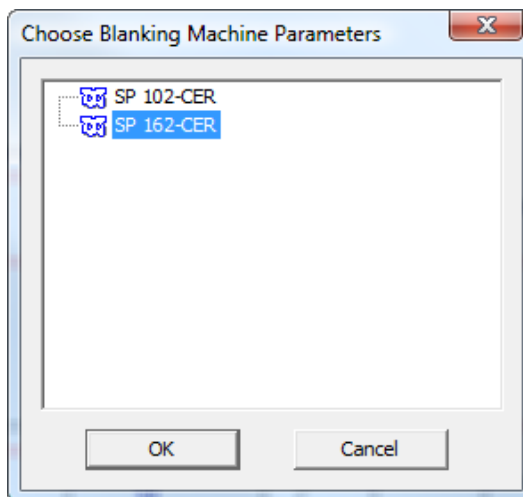 Choose Blanking Machine Parameters
SP 102-CER
SP 162-CER
OK Cancel